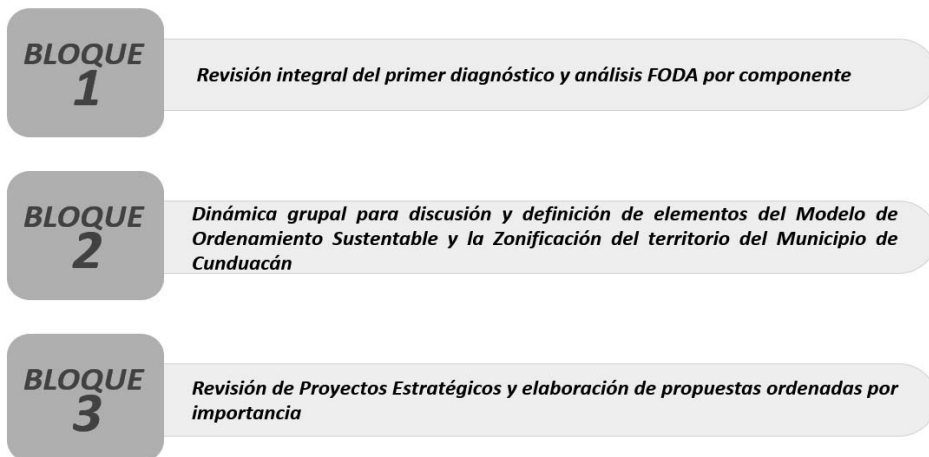 BLOQUE
1
Revisión integral del primer diagnóstico y análisis FODA por componente
BLOQUE
2
Dinámica grupal para discusión y definición de elementos del Modelo de
Ordenamiento Sustentable y la Zonificación del territorio del Municipio de
Cunduacán
BLOQUE
3
Revisión de Proyectos Estratégicos y elaboración de propuestas ordenadas por
importancia